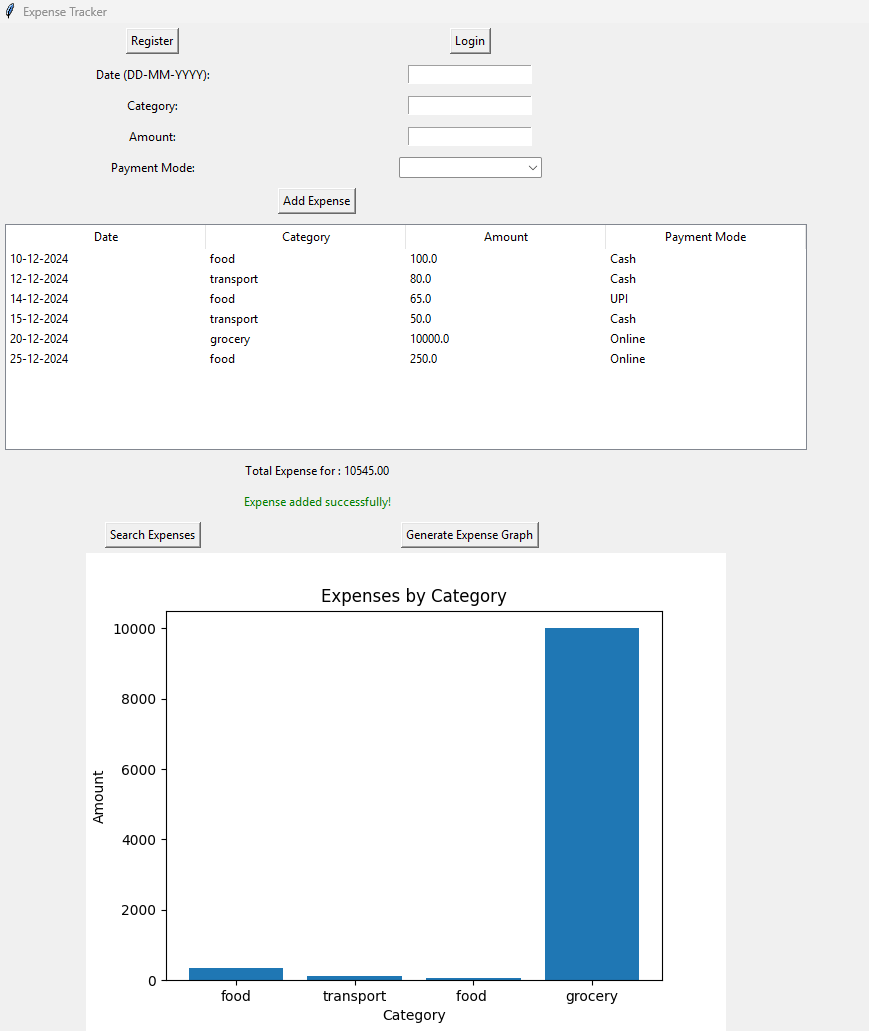 Expense Tracker
Register Login
Date (DD-MM-YYYY):
Category:
Amount:
Payment Mode:
Add Expense
Date Category Amount Payment Mode
10-12-2024 food 100.0 Cash
12-12-2024 transport 80.0 Cash
14-12-2024 food 65.0 UPI
15-12-2024 transport 50.0 Cash
20-12-2024 grocery 10000.0 Online
25-12-2024 food 250.0 Online
Total Expense for : 10545.00
Expense added successfully!
Search Expenses Generate Expense Graph
Expenses by Category
10000
8000
6000
Amount
4000
2000
0
food transport food grocery
Category